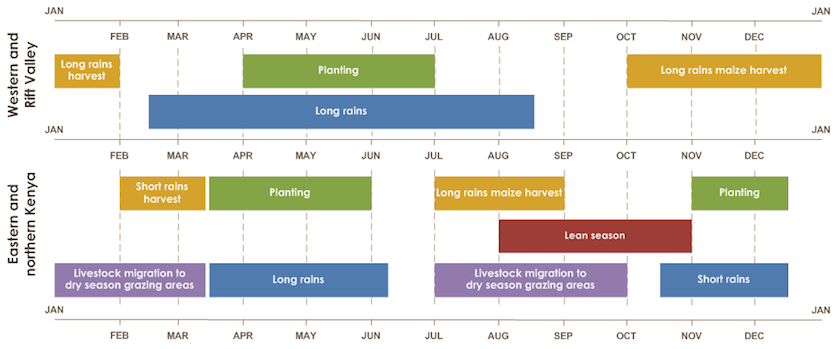 JAN JAN
FEB MAR APR MAY JUN JUL AUG SEP OCT NOV DEC
Western and
Riff Valley
Long rains
harvest
Planting
Long rains maize harvest
Long rains
JAN JAN
FEB MAR APR MAY JUN JUL AUG SEP OCT NOV DEC
Eastern and
northern Kenya
Short rains
harvest
Planting
Long rains maize harvest
Planting
Lean season
Livestock migration to
dry season grazing areas
Long rains
Livestock migration to
dry season grazing areas
Short rains
JAN JAN
FEB MAR APR MAY JUN JUL AUG SEP OCT NOV DEC